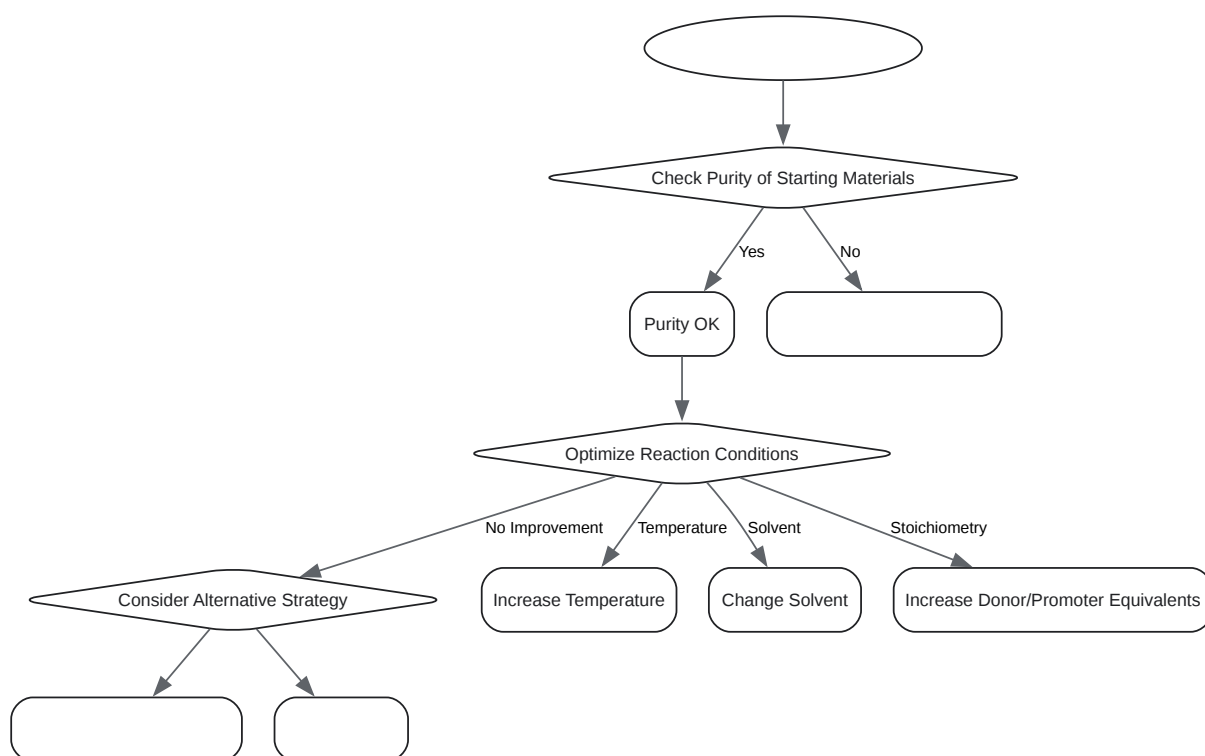 Check Purity of Starting Materials
Yes
No
Purity OK
Optimize Reaction Conditions
No Improvement
Temperature
Solvent
Stoichiometry
Consider Alternative Strategy
Increase Temperature
Change Solvent
Increase Donor/Promoter Equivalents